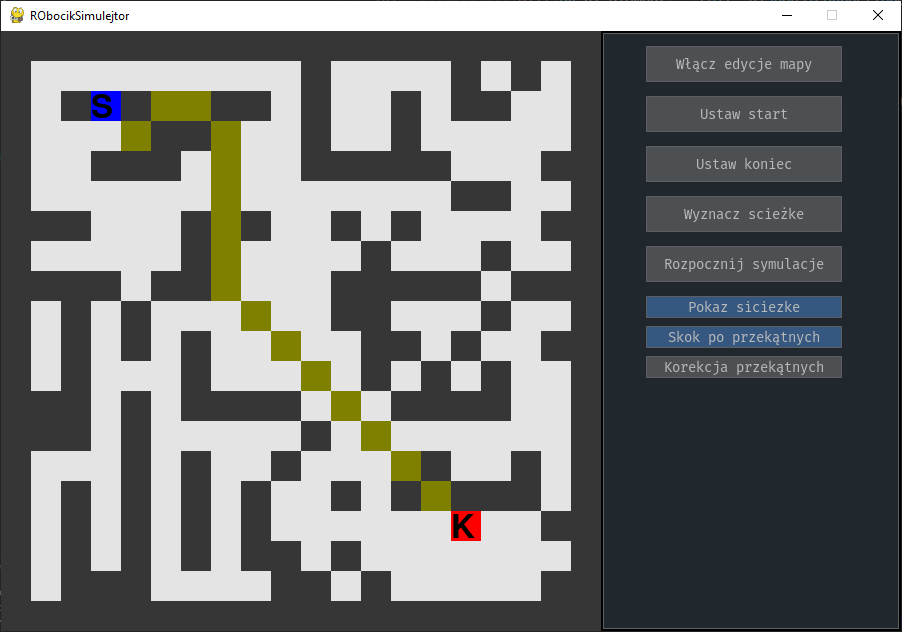 RObocikSimulejtor
S
K
Włącz edycje mapy
Ustaw start
Ustaw koniec
Wyznacz scieżke
Rozpocznij symulacje
Pokaz siciezke
Skok po przekątnych
Korekcja przekątnych